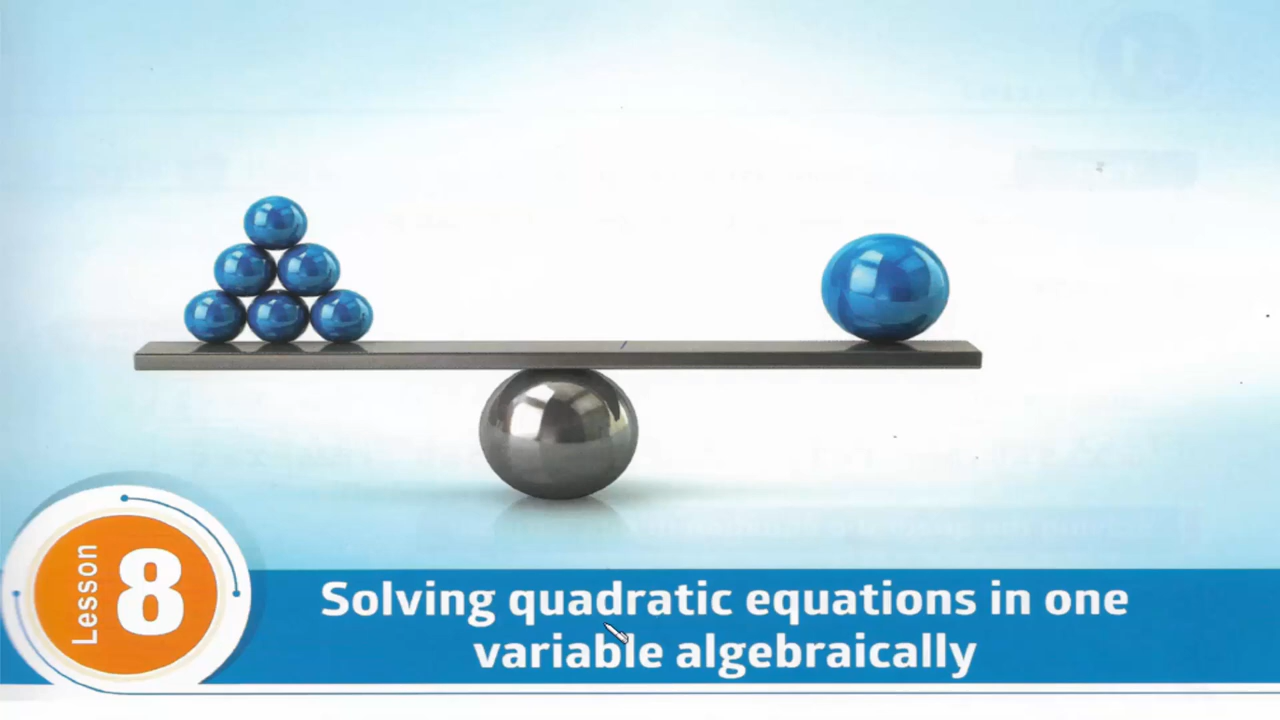 Lesson
8
Solving quadratic equations in one
variable algebraically